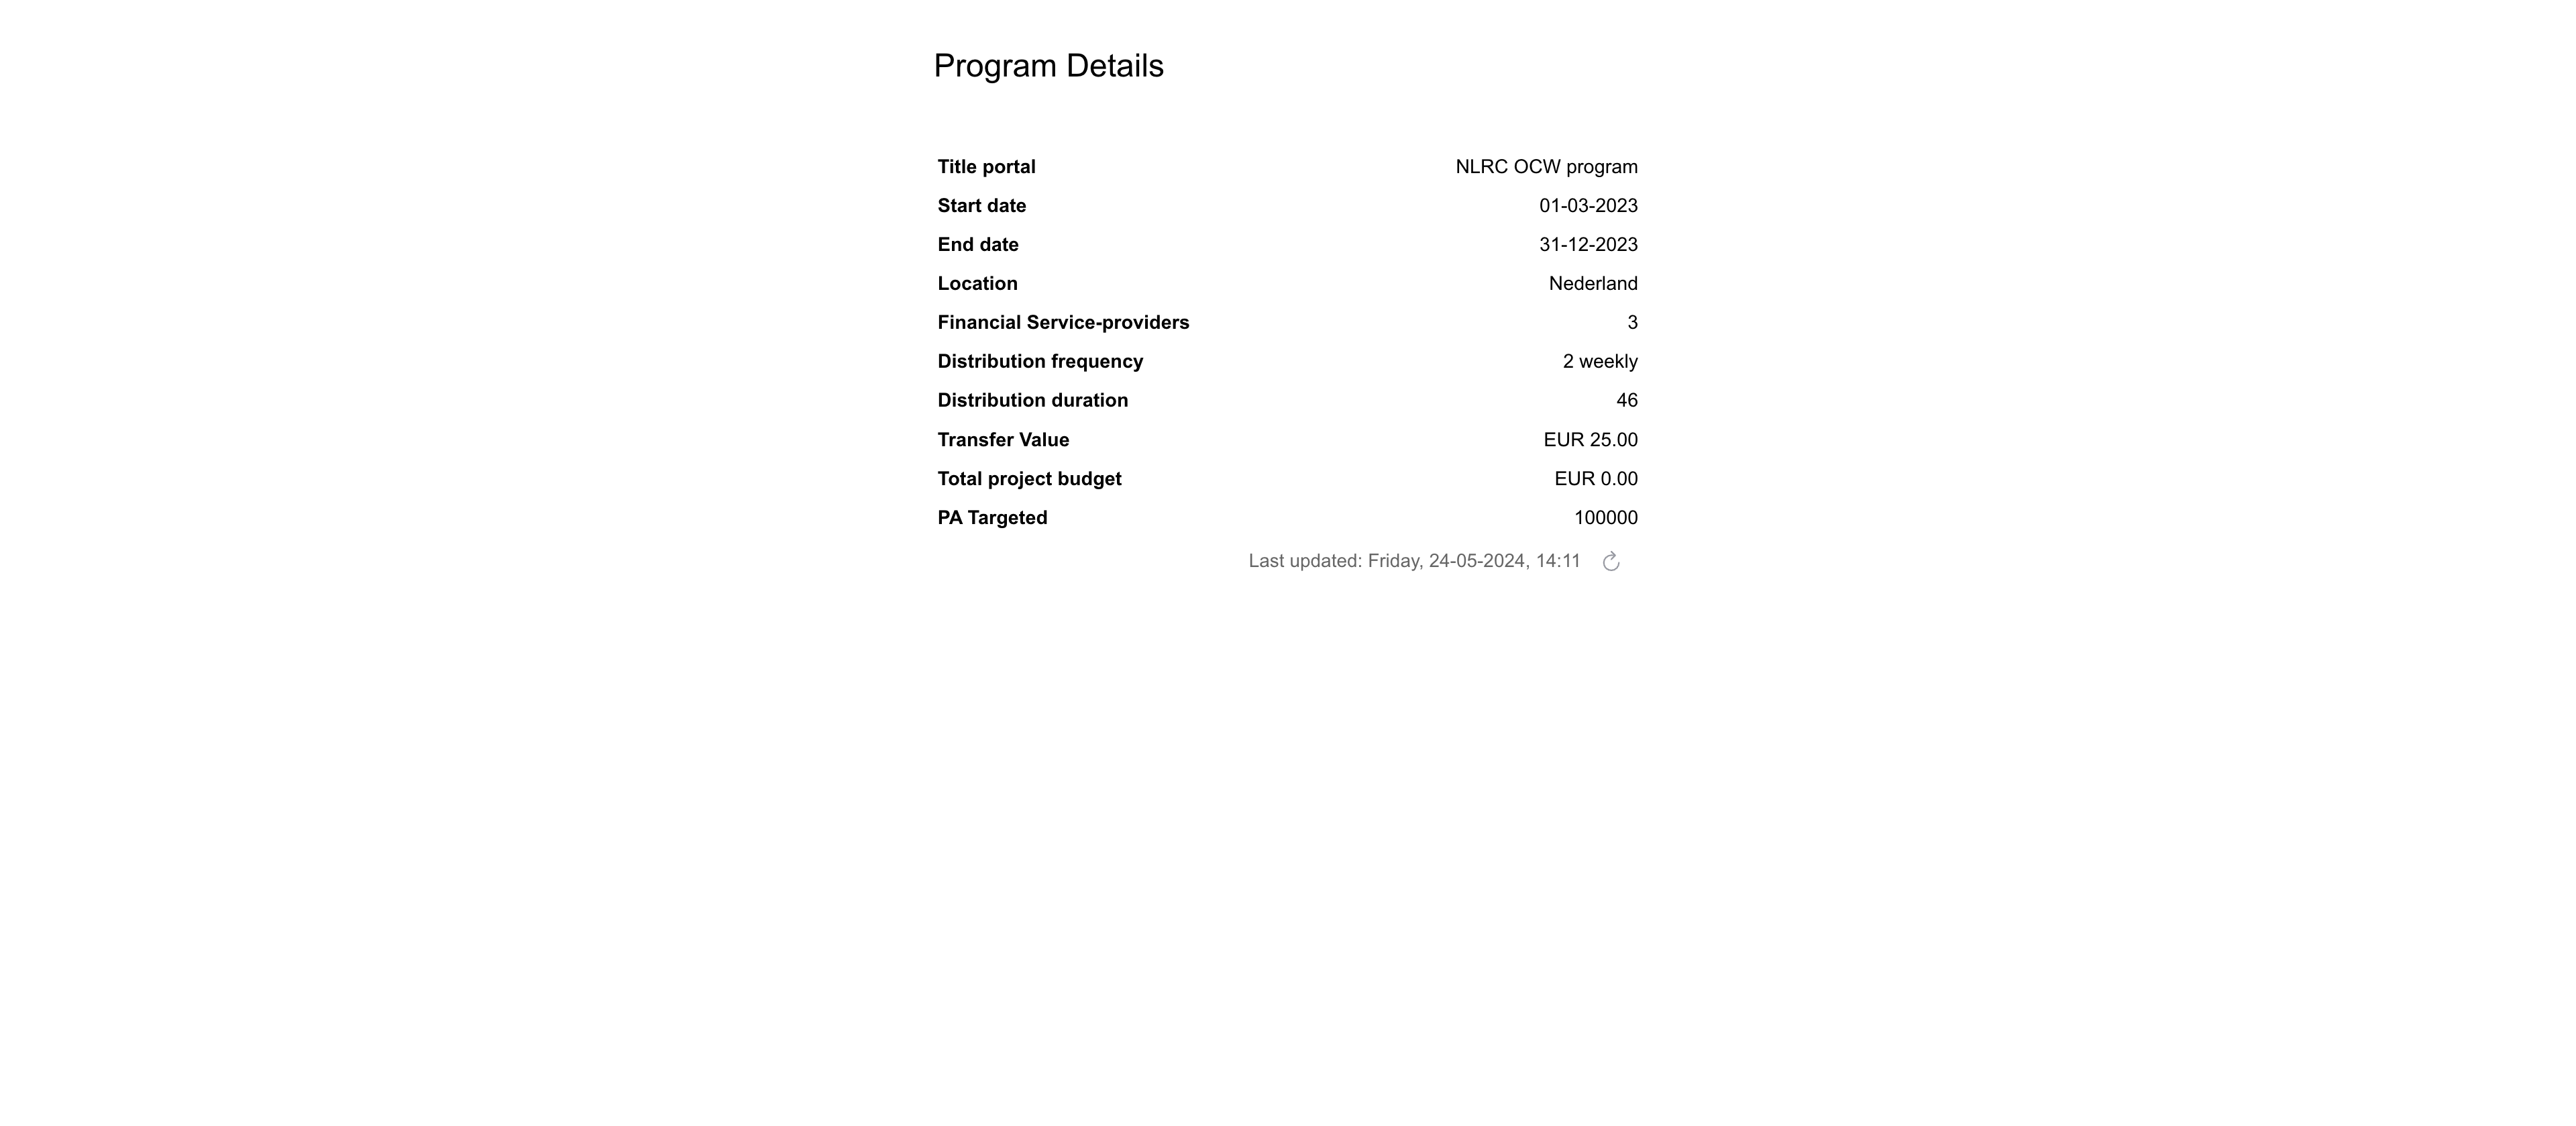 Program Details
Title portal NLRC OCW program
Start date 01-03-2023
End date 31-12-2023
Location Nederland
Financial Service-providers 3
Distribution frequency 2 weekly
Distribution duration 46
Transfer Value EUR 25.00
Total project budget EUR 0.00
PA Targeted 100000
Last updated: Friday, 24-05-2024, 14:11